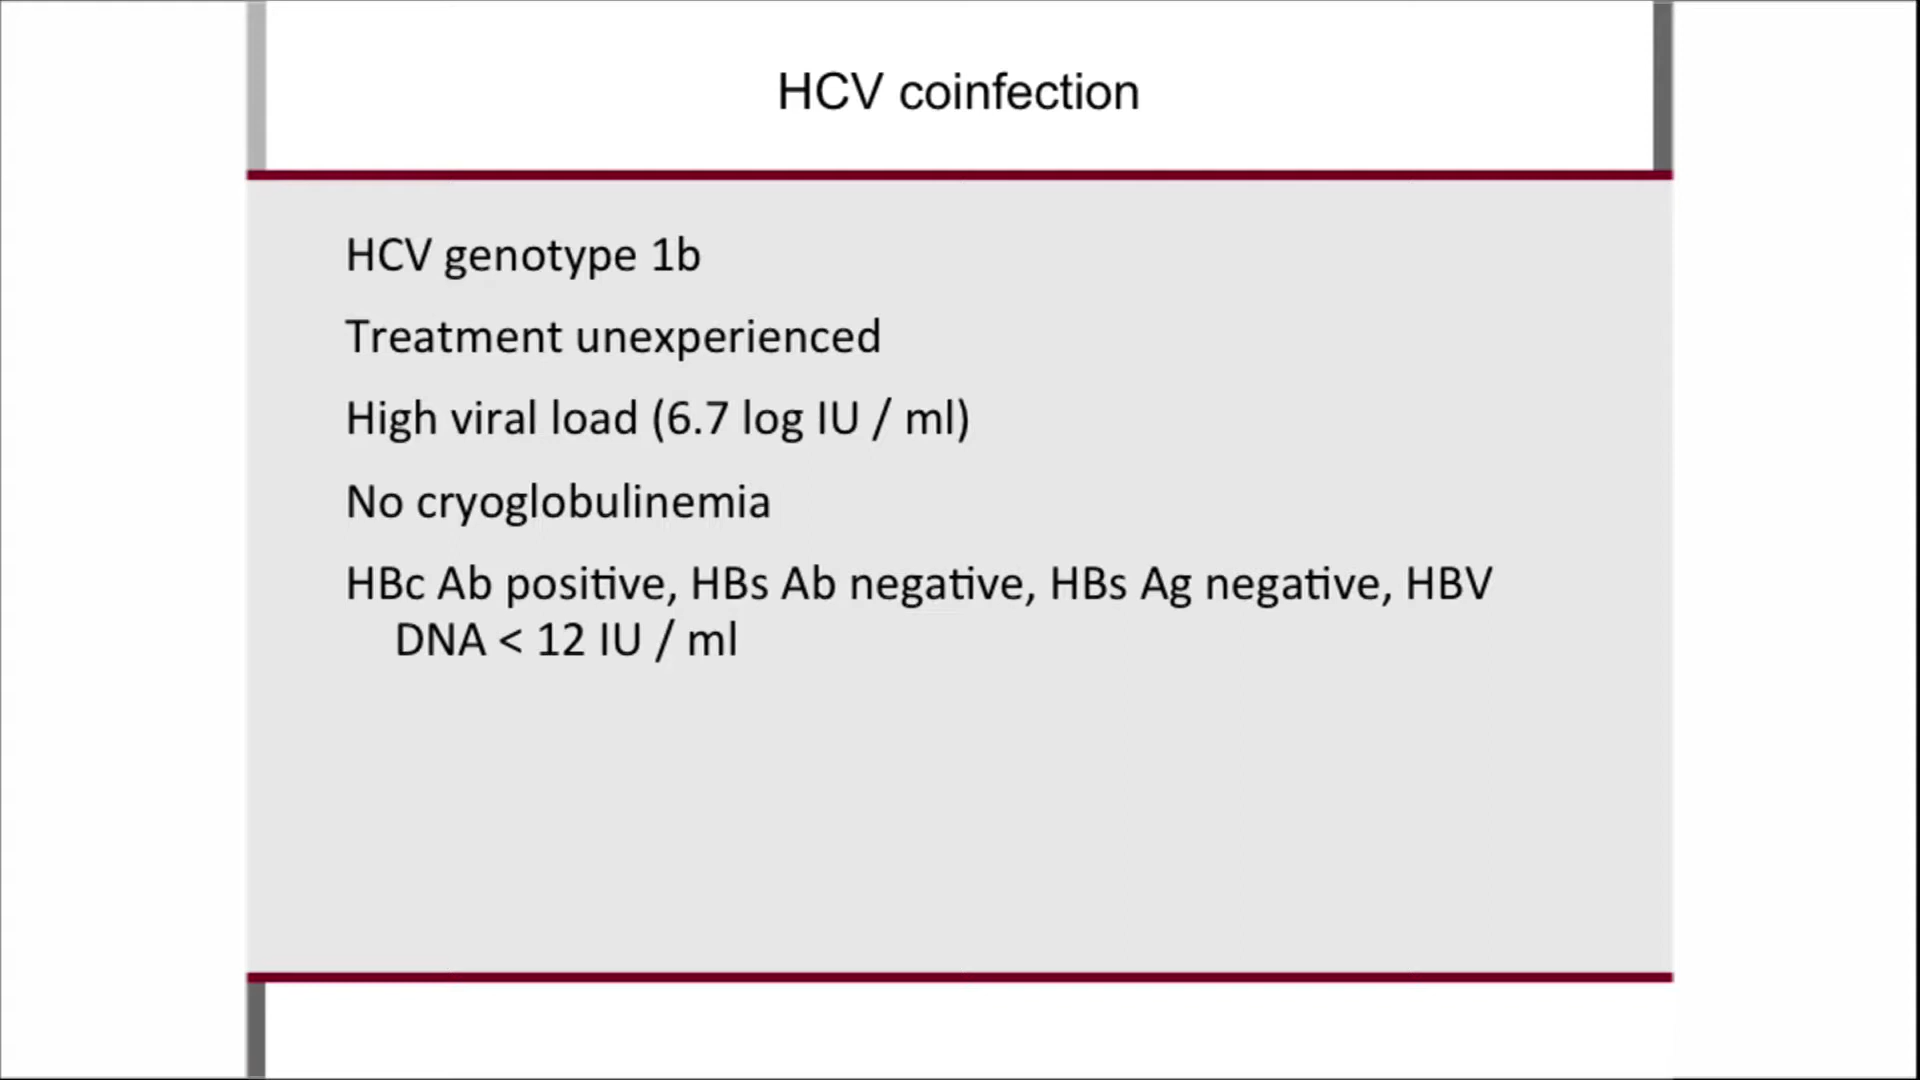 HCV coinfection
HCV genotype 1b
Treatment unexperienced
High viral load (6.7 log IU / ml)
No cryoglobulinemia
HBc Ab positive, HBs Ab negative, HBs Ag negative, HBV
DNA < 12 IU / ml